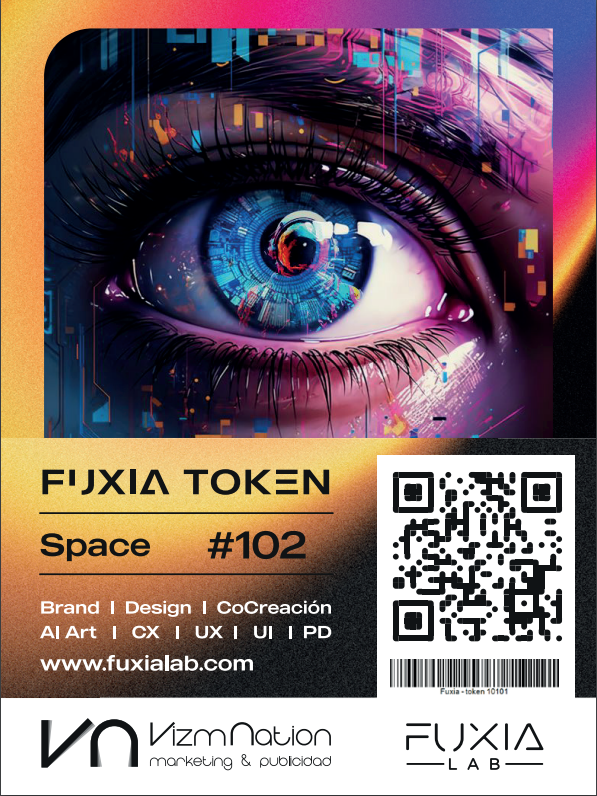 FUXIA TOKEN
Space #102
Brand | Design | CoCreación
AI Art | CX | UX | UI | PD
www.fuxialab.com
Fuxia - token 10101
VizmNation
marketing & publicidad
FUXIA
LAB